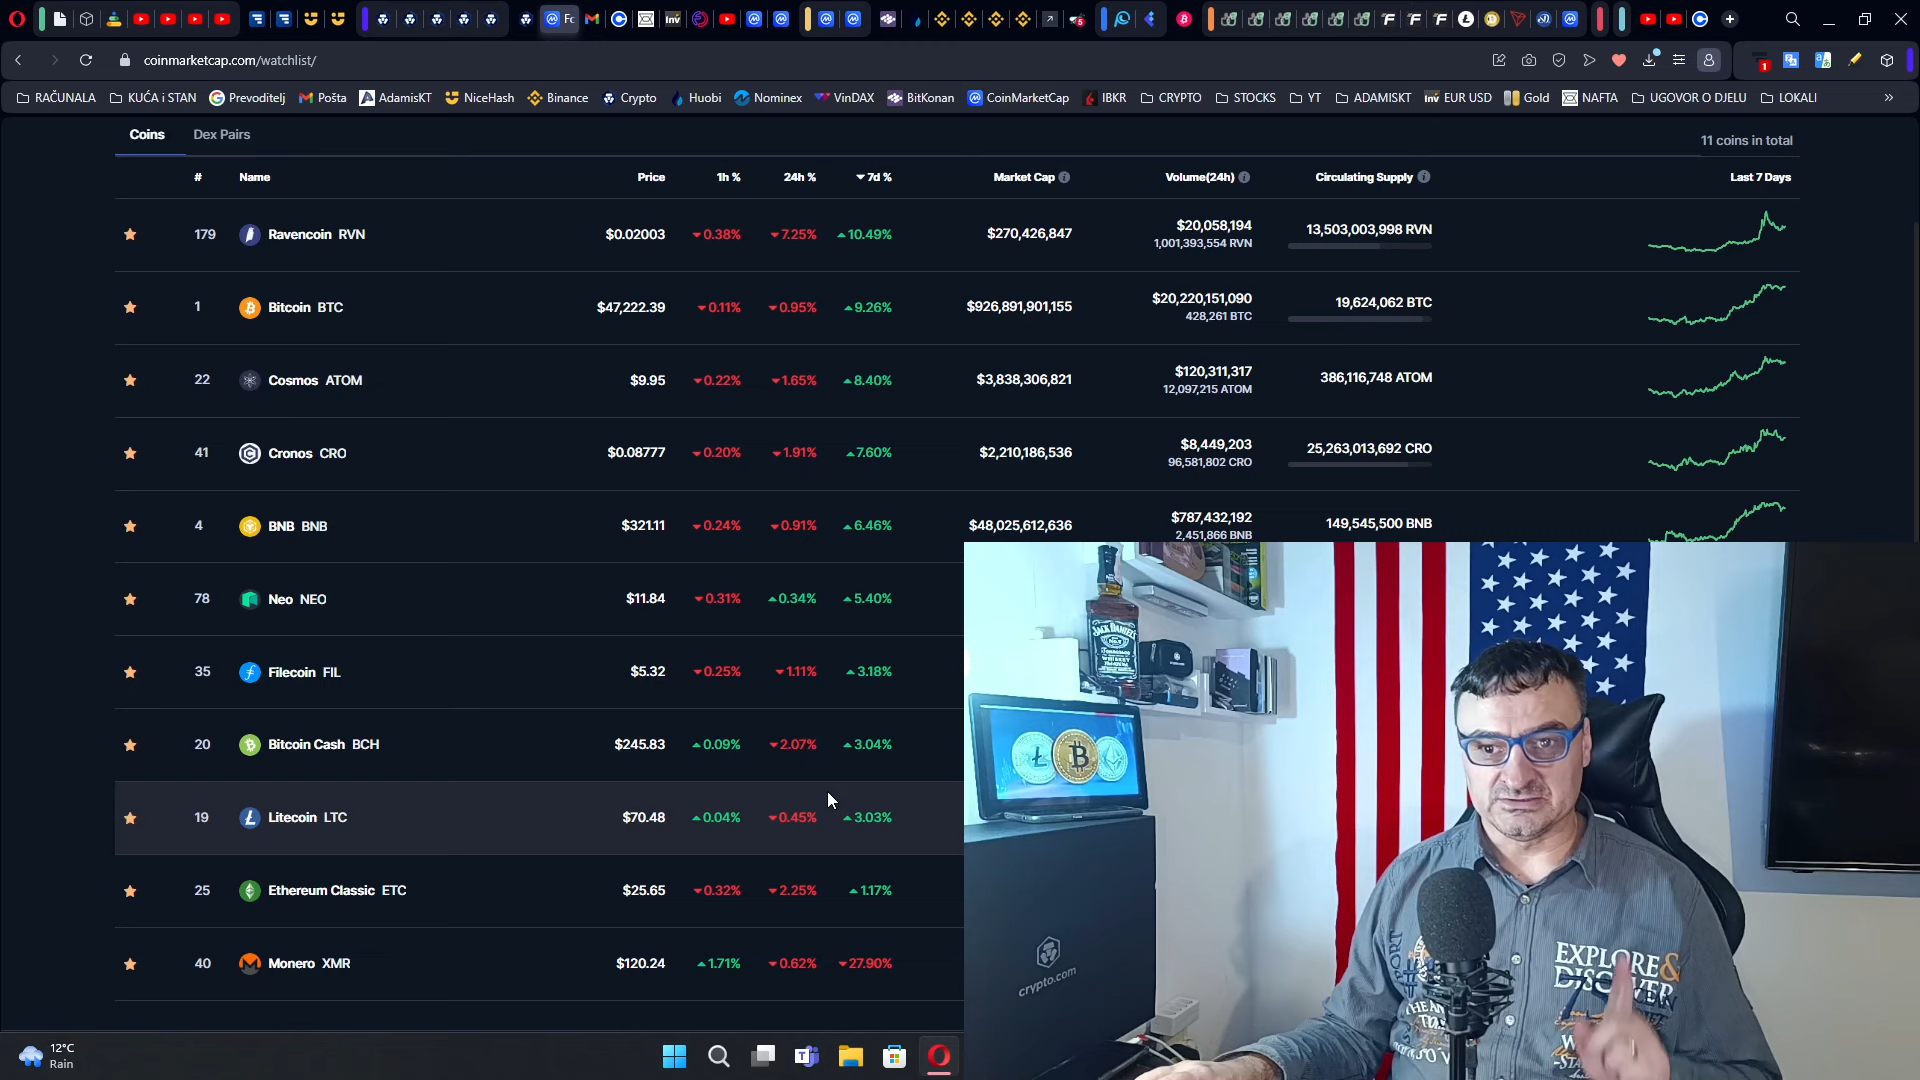 coinmarketcap.com/watchlist/
RAČUNALA
KUĆA i STAN
Prevoditelj
Pošta
AdamisKT
NiceHash
Binance
Crypto
Huobi
Nominex
VinDAX
BitKonan
CoinMarketCap
IBKR
CRYPTO
STOCKS
YT
ADAMISKT
EUR USD
Gold
NAFTA
UGOVOR O DJELU
LOKALI
Coins Dex Pairs
11 coins in total
# Name Price 1h % 24h % 7d % Market Cap Volume(24h) Circulating Supply Last 7 Days
179 Ravencoin RVN $0.02003 0.38% 7.25% 10.49% $270,426,847 $20,058,194 13,503,003,998 RVN
1,001,393,554 RVN
1 Bitcoin BTC $47,222.39 0.11% 0.95% 9.26% $926,891,901,155 $20,220,151,090 19,624,062 BTC
428,261 BTC
22 Cosmos ATOM $9.95 0.22% 1.65% 8.40% $3,838,306,821 $120,311,317 386,116,748 ATOM
12,097,215 ATOM
41 Cronos CRO $0.08777 0.20% 1.91% 7.60% $2,210,186,536 $8,449,203 25,263,013,692 CRO
96,581,802 CRO
4 BNB BNB $321.11 0.24% 0.91% 6.46% $48,025,612,636 $787,432,192 149,545,500 BNB
2,451,866 BNB
78 Neo NEO $11.84 0.31% 0.34% 5.40%
35 Filecoin FIL $5.32 0.25% 1.11% 3.18%
20 Bitcoin Cash BCH $245.83 0.09% 2.07% 3.04%
19 Litecoin LTC $70.48 0.04% 0.45% 3.03%
25 Ethereum Classic ETC $25.65 0.32% 2.25% 1.17%
40 Monero XMR $120.24 1.71% 0.62% 27.90%
JACK DANIEL'S
crypto.com
EXPLORE&
DISCOVER
12°C
Rain